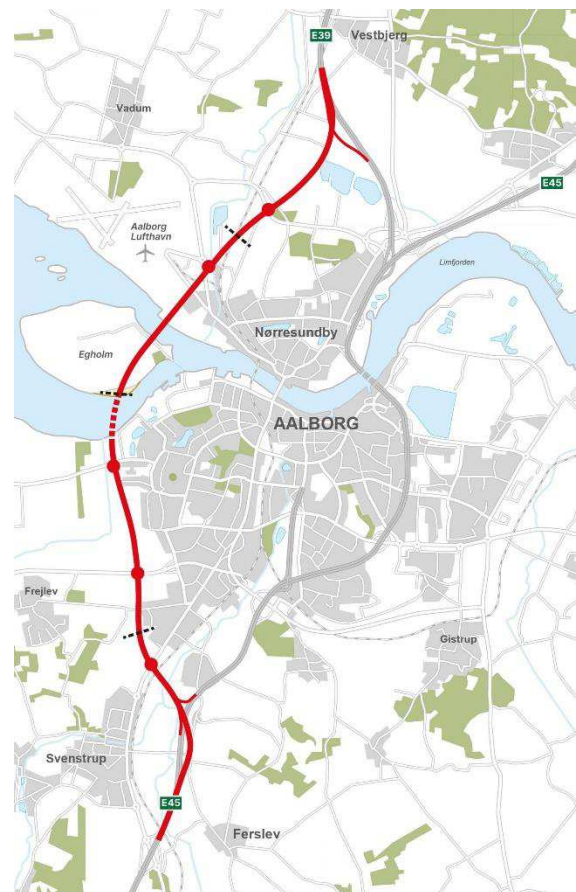 E39
Vestbjerg
Vadum
E45
Aalborg
Lufthavn
Limfjorden
Nørresundby
Egholm
AALBORG
Frejlev
Gistrup
Svenstrup
E45
Ferslev